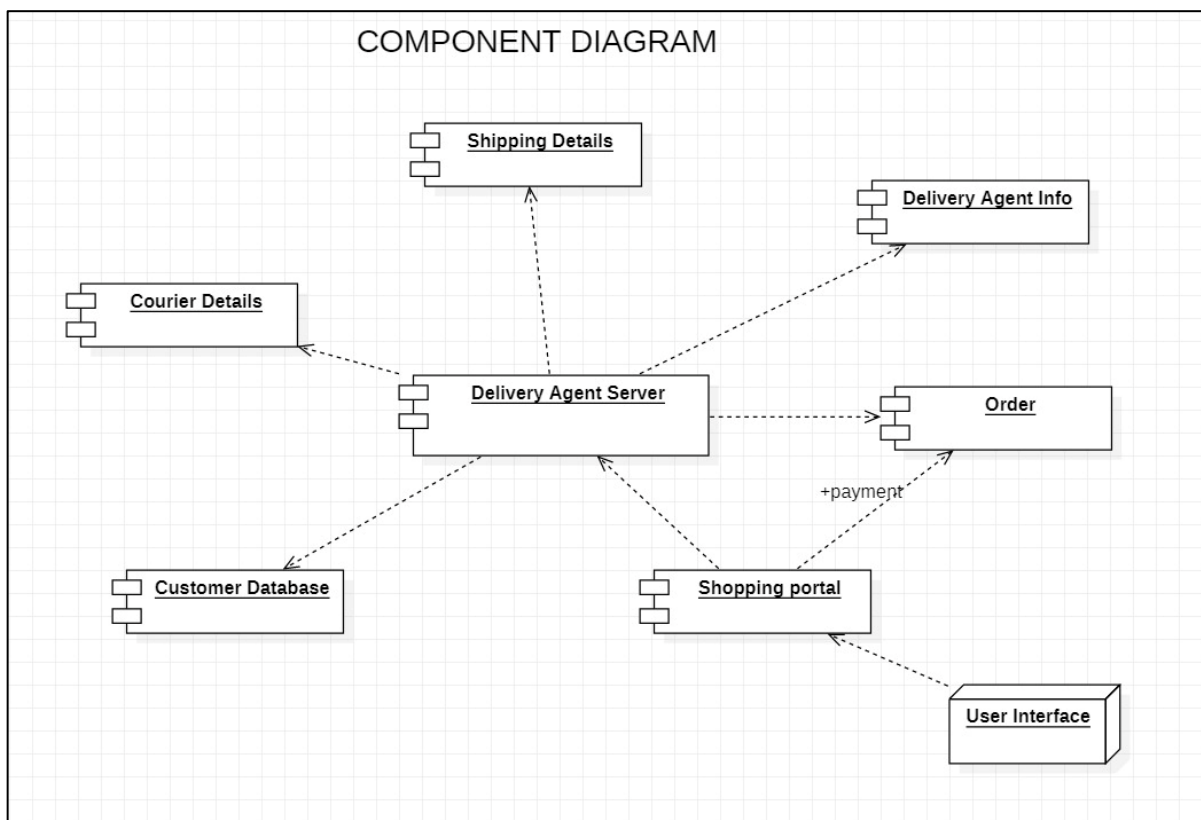 COMPONENT DIAGRAM
Shipping Details
Delivery Agent Info
Courier Details
Delivery Agent Server
Order
+payment
Customer Database
Shopping portal
User Interface